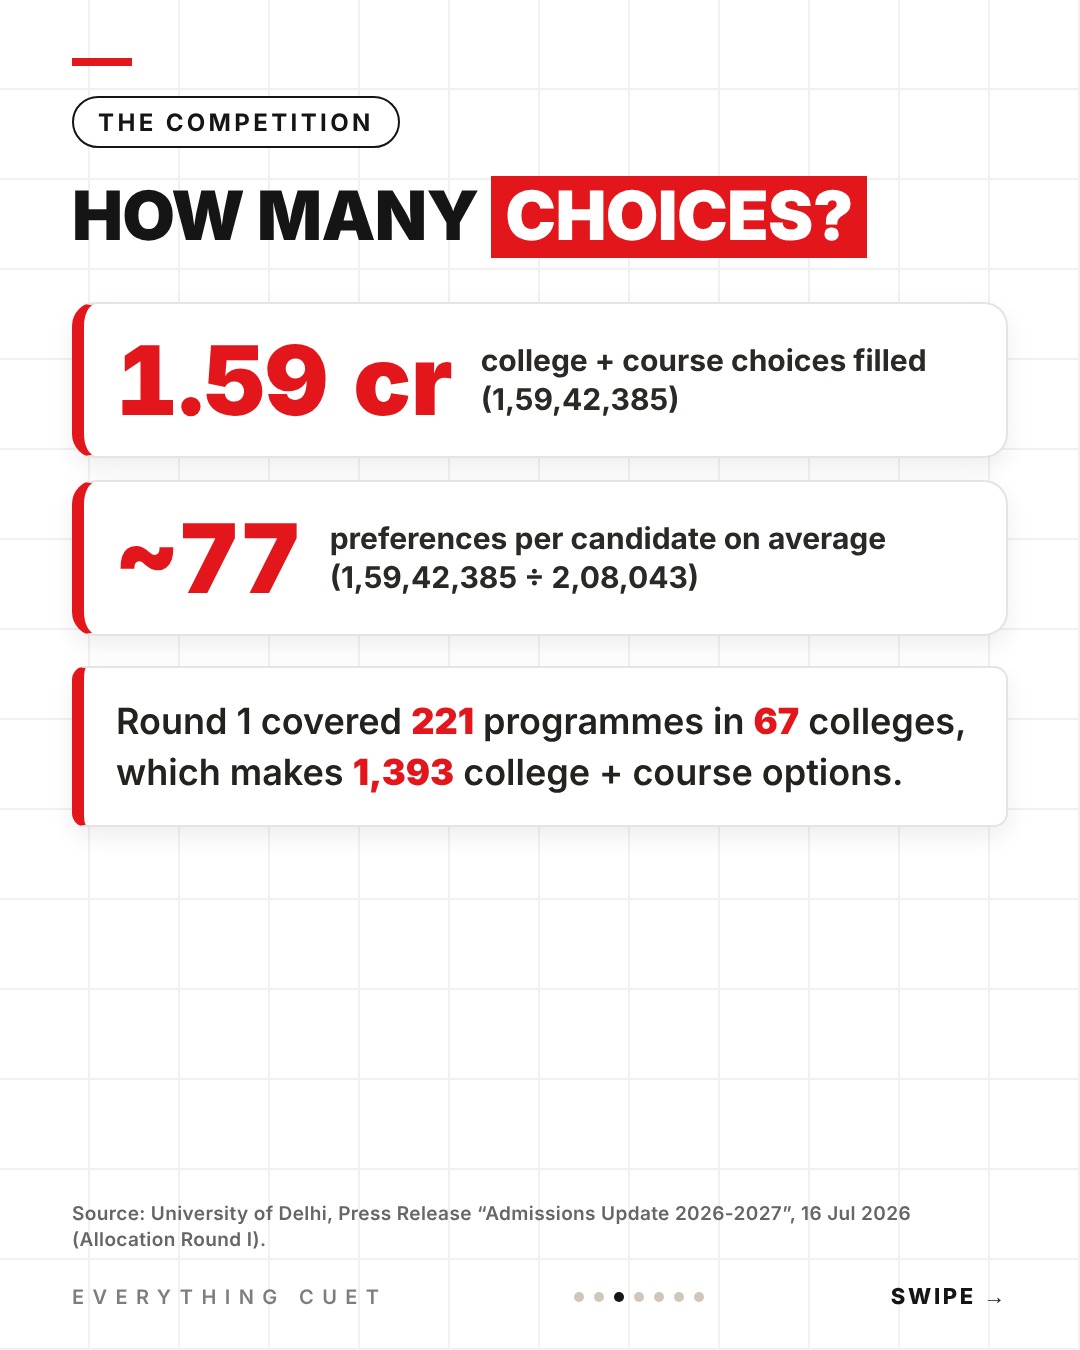 THE COMPETITION
HOW MANY CHOICES?
1.59 cr
college + course choices filled
(1,59,42,385)
~77
preferences per candidate on average
(1,59,42,385 ÷ 2,08,043)
Round 1 covered 221 programmes in 67 colleges,
which makes 1,393 college + course options.
Source: University of Delhi, Press Release “Admissions Update 2026-2027”, 16 Jul 2026
(Allocation Round I).
EVERYTHING CUET
SWIPE →